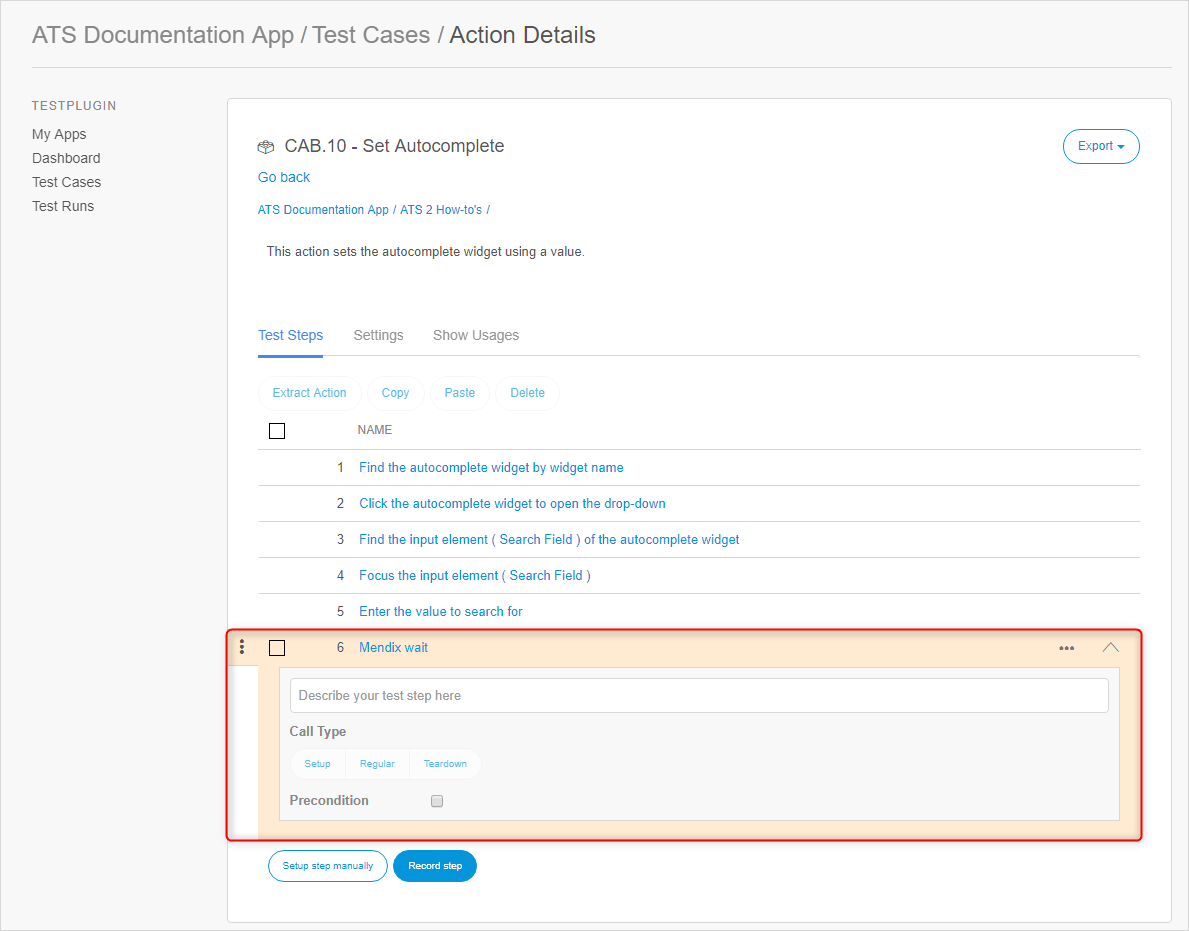 ATS Documentation App / Test Cases / Action Details
TESTPLUGIN
My Apps
Dashboard
Test Cases
Test Runs
CAB.10 - Set Autocomplete
Export
Go back
ATS Documentation App / ATS 2 How-to's /
This action sets the autocomplete widget using a value.
Test Steps Settings Show Usages
Extract Action Copy Paste Delete
NAME
1 Find the autocomplete widget by widget name
2 Click the autocomplete widget to open the drop-down
3 Find the input element ( Search Field ) of the autocomplete widget
4 Focus the input element ( Search Field )
5 Enter the value to search for
6 Mendix wait
Describe your test step here
Call Type
Setup Regular Teardown
Precondition
Setup step manually Record step